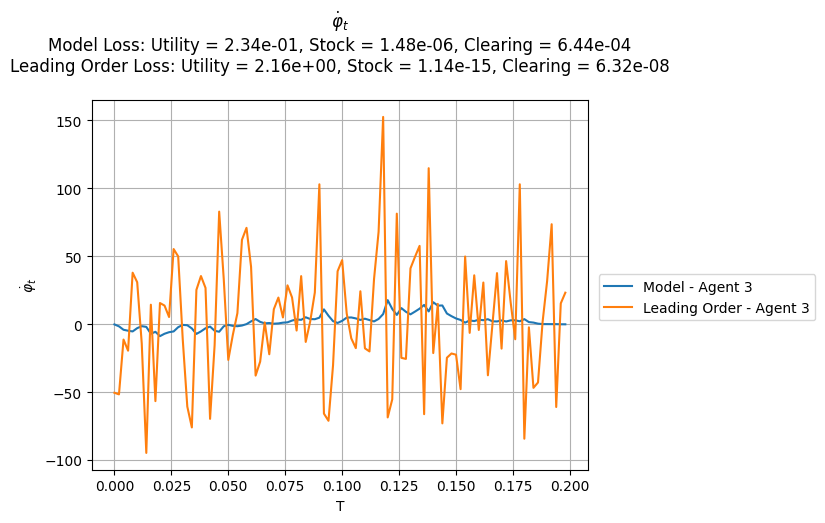 φ̇ₜ
Model Loss: Utility = 2.34e-01, Stock = 1.48e-06, Clearing = 6.44e-04
Leading Order Loss: Utility = 2.16e+00, Stock = 1.14e-15, Clearing = 6.32e-08
150
100
50
0
−50
−100
φ̇ₜ
0.000 0.025 0.050 0.075 0.100 0.125 0.150 0.175 0.200
T
Model - Agent 3
Leading Order - Agent 3